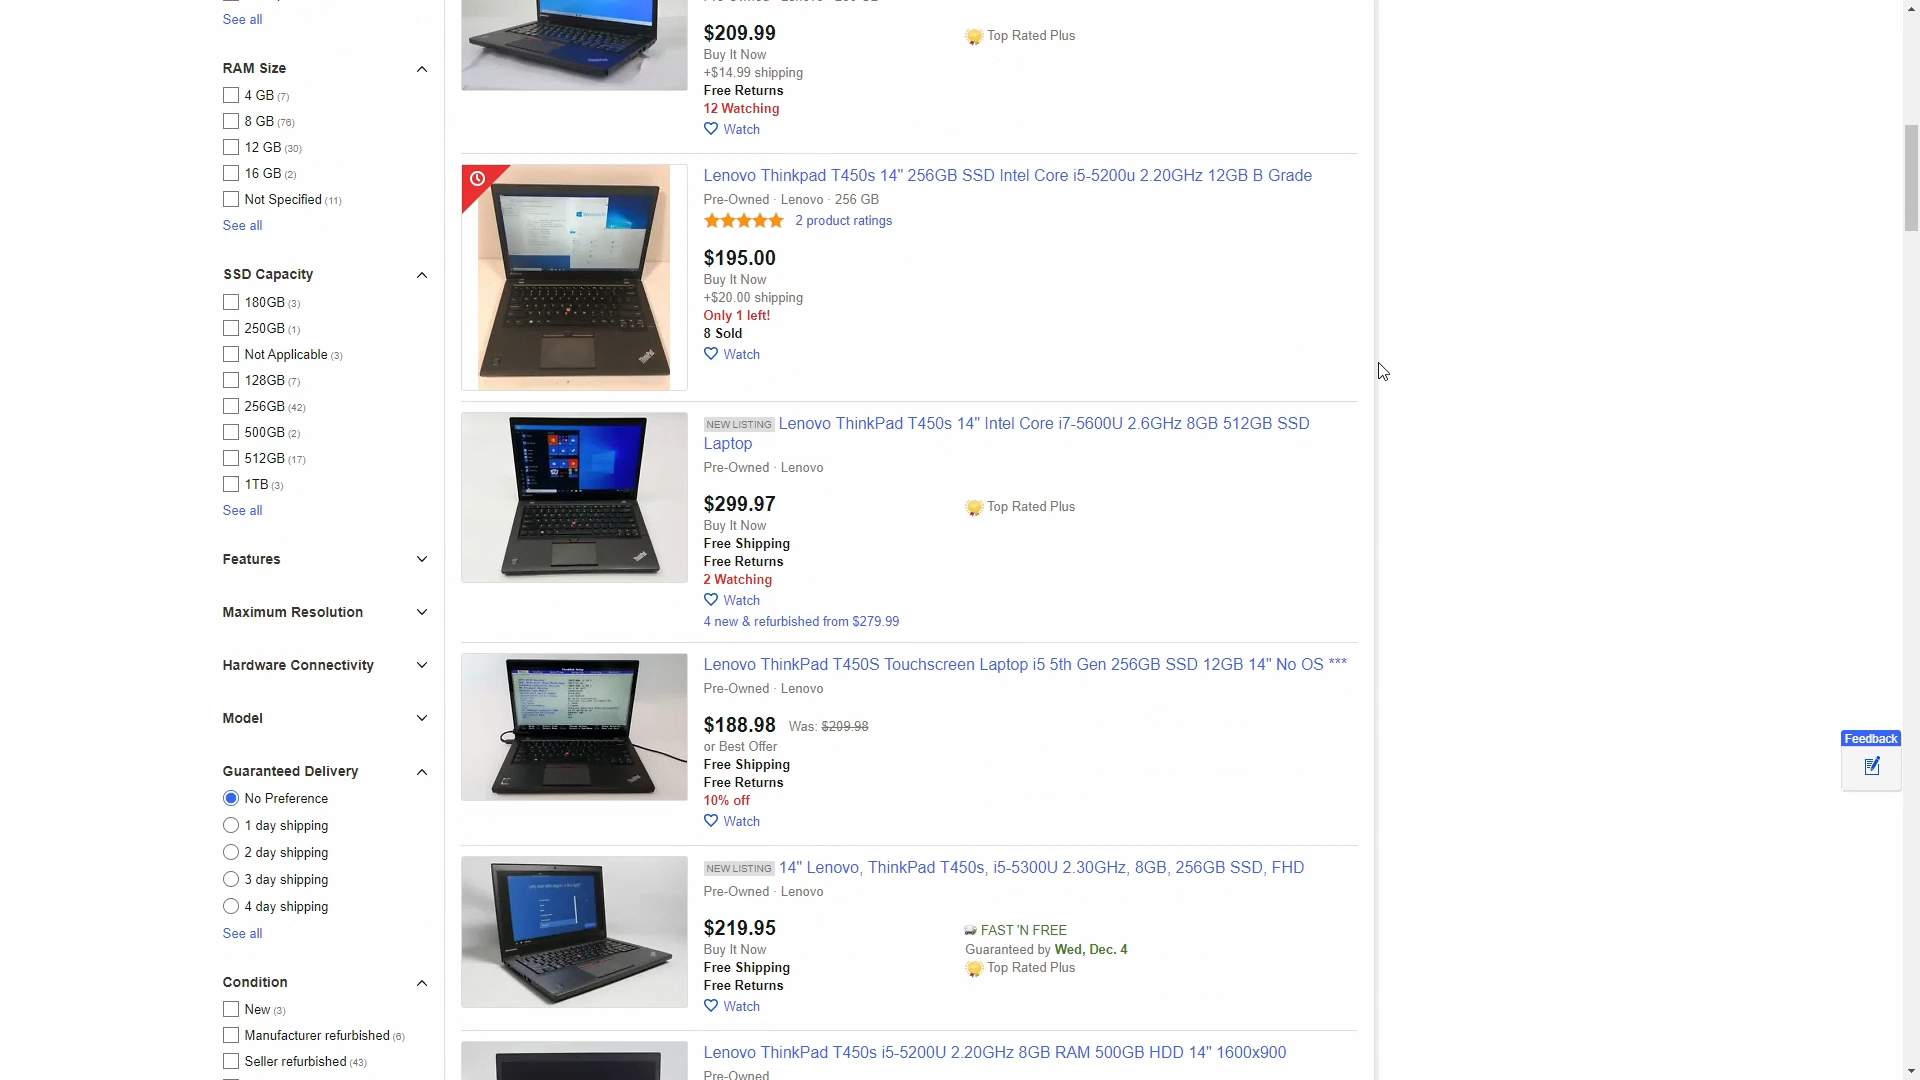 See all
RAM Size
4 GB (7)
8 GB (76)
12 GB (30)
16 GB (2)
Not Specified (11)
See all
SSD Capacity
180GB (3)
250GB (1)
Not Applicable (3)
128GB (7)
256GB (42)
500GB (2)
512GB (17)
1TB (3)
See all
Features
Maximum Resolution
Hardware Connectivity
Model
Guaranteed Delivery
No Preference
1 day shipping
2 day shipping
3 day shipping
4 day shipping
See all
Condition
New (3)
Manufacturer refurbished (6)
Seller refurbished (43)
$209.99
Buy It Now
+$14.99 shipping
Free Returns
12 Watching
Watch
Top Rated Plus
Lenovo Thinkpad T450s 14" 256GB SSD Intel Core i5-5200u 2.20GHz 12GB B Grade
Pre-Owned · Lenovo · 256 GB
2 product ratings
$195.00
Buy It Now
+$20.00 shipping
Only 1 left!
8 Sold
Watch
NEW LISTING Lenovo ThinkPad T450s 14" Intel Core i7-5600U 2.6GHz 8GB 512GB SSD
Laptop
Pre-Owned · Lenovo
$299.97
Buy It Now
Free Shipping
Free Returns
2 Watching
Watch
4 new & refurbished from $279.99
Top Rated Plus
Lenovo ThinkPad T450S Touchscreen Laptop i5 5th Gen 256GB SSD 12GB 14" No OS ***
Pre-Owned · Lenovo
$188.98 Was: $209.98
or Best Offer
Free Shipping
Free Returns
10% off
Watch
NEW LISTING 14" Lenovo, ThinkPad T450s, i5-5300U 2.30GHz, 8GB, 256GB SSD, FHD
Pre-Owned · Lenovo
$219.95
Buy It Now
Free Shipping
Free Returns
Watch
FAST 'N FREE
Guaranteed by Wed, Dec. 4
Top Rated Plus
Lenovo ThinkPad T450s i5-5200U 2.20GHz 8GB RAM 500GB HDD 14" 1600x900
Pre-Owned
Feedback